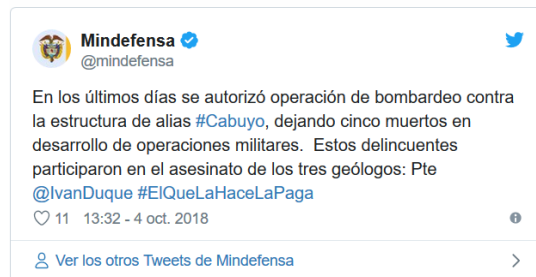 Mindefensa
@mindefensa
En los últimos días se autorizó operación de bombardeo contra
la estructura de alias #Cabuyo, dejando cinco muertos en
desarrollo de operaciones militares.  Estos delincuentes
participaron en el asesinato de los tres geólogos: Pte
@IvanDuque #ElQueLaHaceLaPaga
11   13:32 - 4 oct. 2018
Ver los otros Tweets de Mindefensa